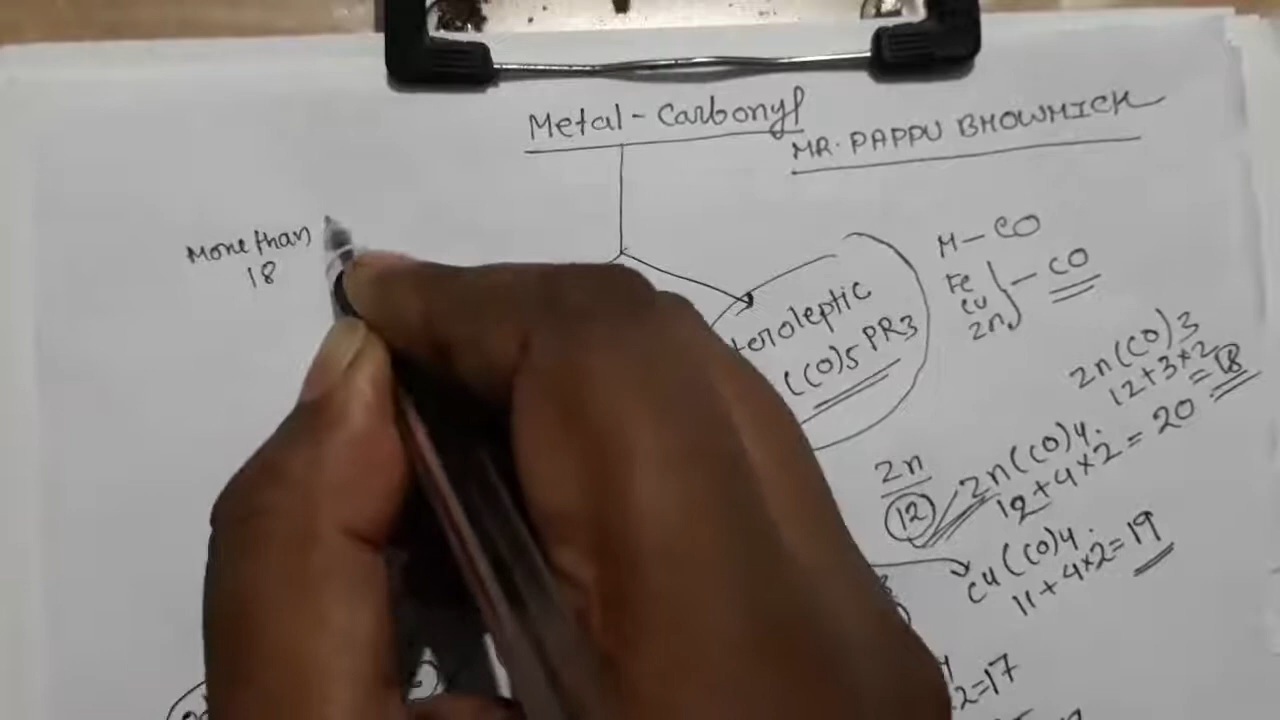 Metal-Carbonyl
MR. PAPPU BHOWMICK
More than
18
teroleptic
(CO)5 PR3
M-CO
Fe
Cu
Zn
CO
Zn(CO)3
12+3×2
=18
Zn
12
Zn(CO)4.
12+4×2=20
Cu(CO)4.
11+4×2=19
×2=17